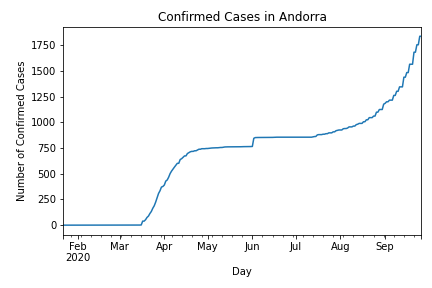 Confirmed Cases in Andorra
Number of Confirmed Cases
1750
1500
1250
1000
750
500
250
0
Feb Mar Apr May Jun Jul Aug Sep
2020
Day